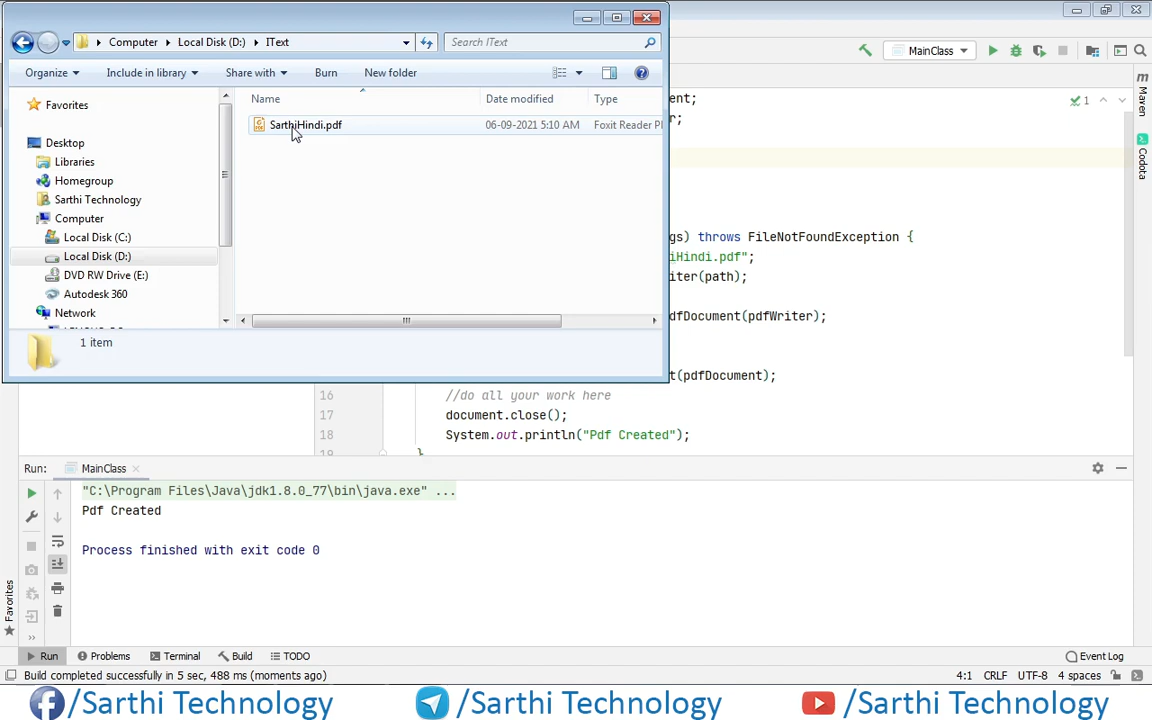 Computer Local Disk (D:) IText
Search IText
Organize Include in library Share with Burn New folder
Name Date modified Type
SarthiHindi.pdf 06-09-2021 5:10 AM Foxit Reader
Favorites
Desktop
Libraries
Homegroup
Sarthi Technology
Computer
Local Disk (C:)
Local Disk (D:)
DVD RW Drive (E:)
Autodesk 360
Network
1 item
MainClass
1
Maven
Codota
ent;
r;
gs) throws FileNotFoundException {
iHindi.pdf";
iter(path);
dfDocument(pdfWriter);
t(pdfDocument);
16 //do all your work here
17 document.close();
18 System.out.println("Pdf Created");
19 }
Run: MainClass
"C:\Program Files\Java\jdk1.8.0_77\bin\java.exe" ...
Pdf Created
Process finished with exit code 0
Favorites
Run Problems Terminal Build TODO Event Log
Build completed successfully in 5 sec, 488 ms (moments ago) 4:1 CRLF UTF-8 4 spaces
/Sarthi Technology /Sarthi Technology /Sarthi Technology